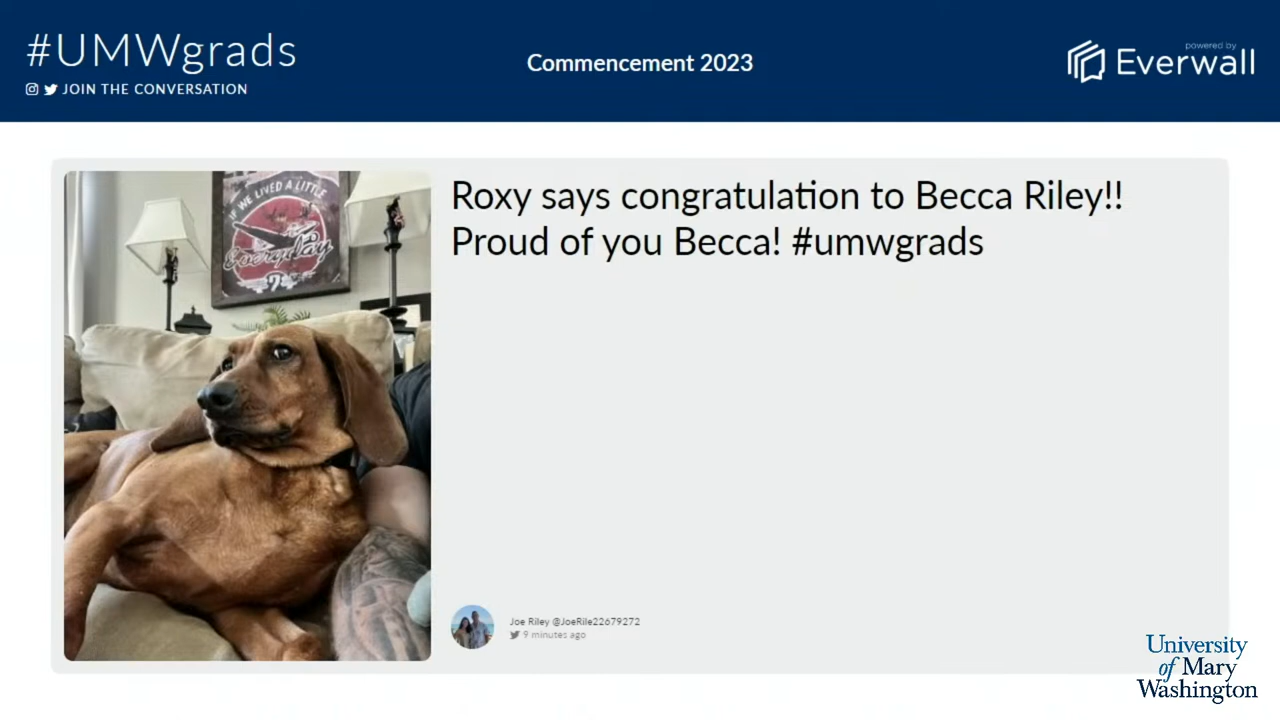 #UMWgrads
JOIN THE CONVERSATION
Commencement 2023
powered by
Everwall
IF WE LIVED A LITTLE
Everyday
Roxy says congratulation to Becca Riley!!
Proud of you Becca! #umwgrads
Joe Riley @JoeRile22679272
9 minutes ago
University
of Mary
Washington